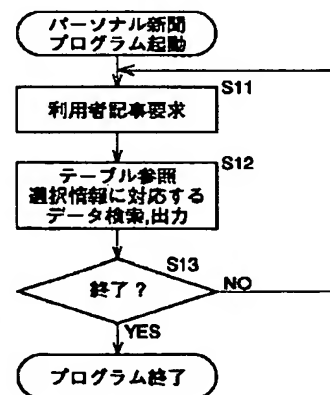 パーソナル新聞
プログラム起動
S11
利用者記事要求
S12
テーブル参照
選択情報に対応する
データ検索,出力
S13
終了？
NO
YES
プログラム終了